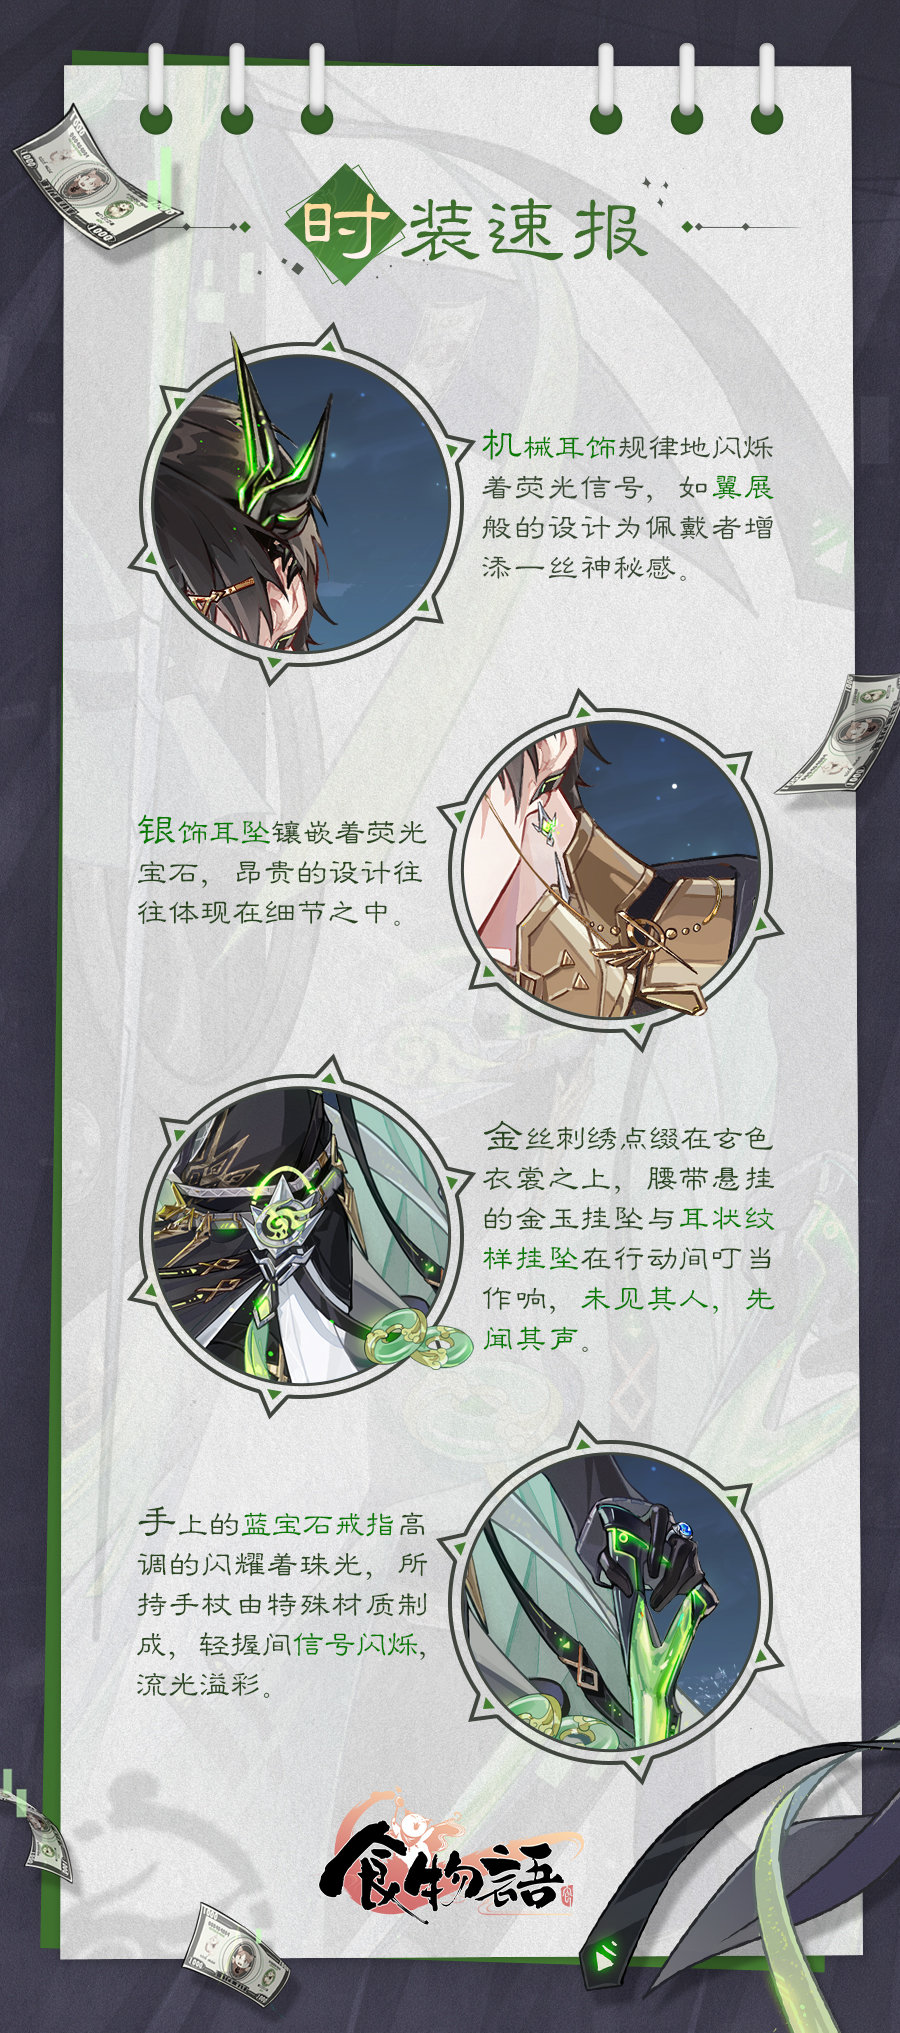 时装速报
机械耳饰规律地闪烁
着荧光信号，如翼展
般的设计为佩戴者增
添一丝神秘感。
银饰耳坠镶嵌着荧光
宝石，昂贵的设计往
往体现在细节之中。
金丝刺绣点缀在玄色
衣裳之上，腰带悬挂
的金玉挂坠与耳状纹
样挂坠在行动间叮当
作响，未见其人，先
闻其声。
手上的蓝宝石戒指高
调的闪耀着珠光，所
持手杖由特殊材质制
成，轻握间信号闪烁,
流光溢彩。
食物語